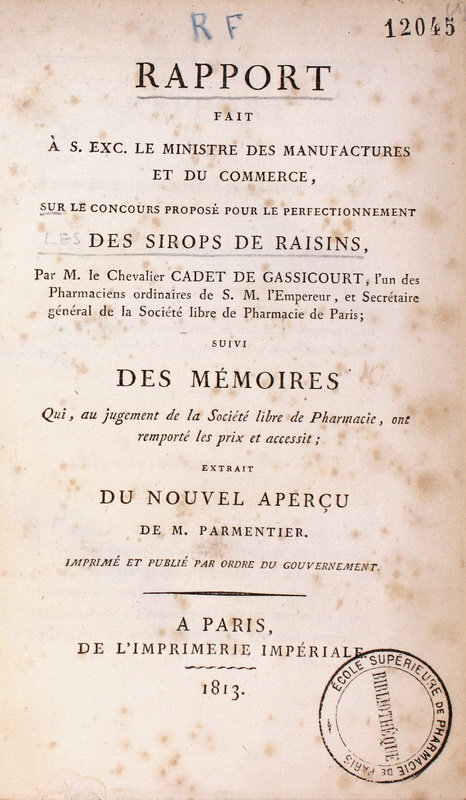 R F
12045
RAPPORT
FAIT
À S. EXC. LE MINISTRE DES MANUFACTURES
ET DU COMMERCE,
SUR LE CONCOURS PROPOSÉ POUR LE PERFECTIONNEMENT
LES DES SIROPS DE RAISINS,
Par M. le Chevalier CADET DE GASSICOURT, l'un des
Pharmaciens ordinaires de S. M. l'Empereur, et Secrétaire
général de la Société libre de Pharmacie de Paris;
SUIVI
DES MÉMOIRES
Qui, au jugement de la Société libre de Pharmacie, ont
remporté les prix et accessit;
EXTRAIT
DU NOUVEL APERÇU
DE M. PARMENTIER.
IMPRIMÉ ET PUBLIÉ PAR ORDRE DU GOUVERNEMENT.
A PARIS,
DE L'IMPRIMERIE IMPÉRIALE.
1813.
ÉCOLE SUPÉRIEURE DE PHARMACIE DE PARIS
BIBLIOTHÈQUE